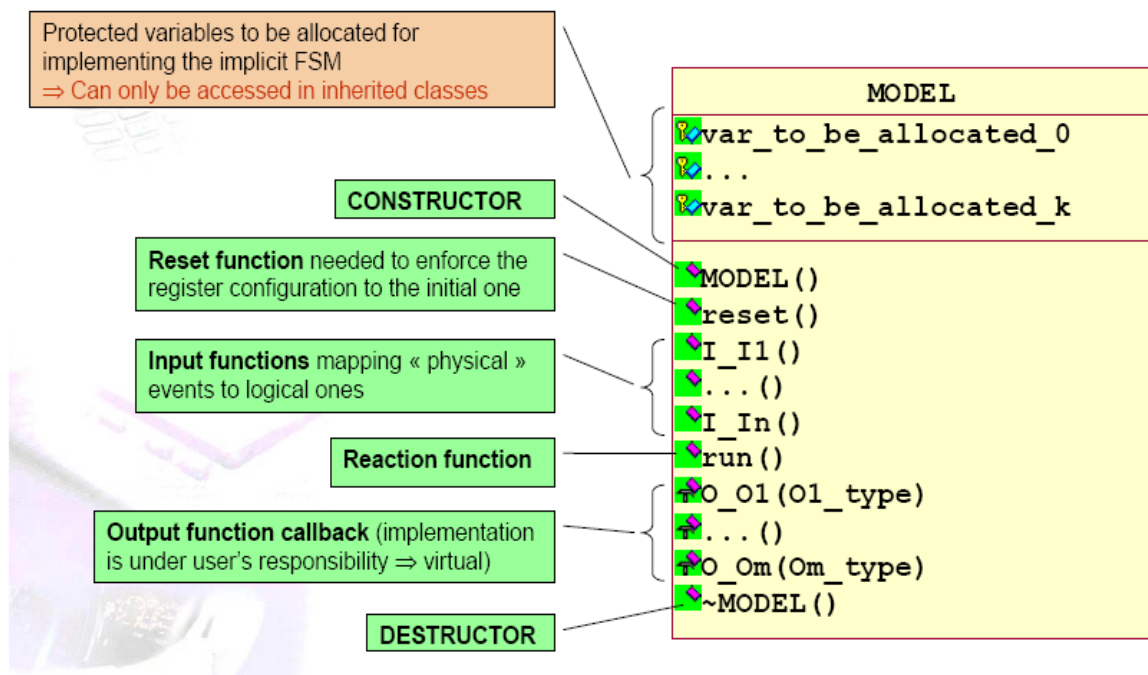 Protected variables to be allocated for
implementing the implicit FSM
⇒ Can only be accessed in inherited classes
CONSTRUCTOR
Reset function needed to enforce the
register configuration to the initial one
Input functions mapping « physical »
events to logical ones
Reaction function
Output function callback (implementation
is under user's responsibility ⇒ virtual)
DESTRUCTOR
MODEL
var_to_be_allocated_0
...
var_to_be_allocated_k
MODEL()
reset()
I_I1()
...()
I_In()
run()
O_O1(O1_type)
...()
O_Om(Om_type)
~MODEL()